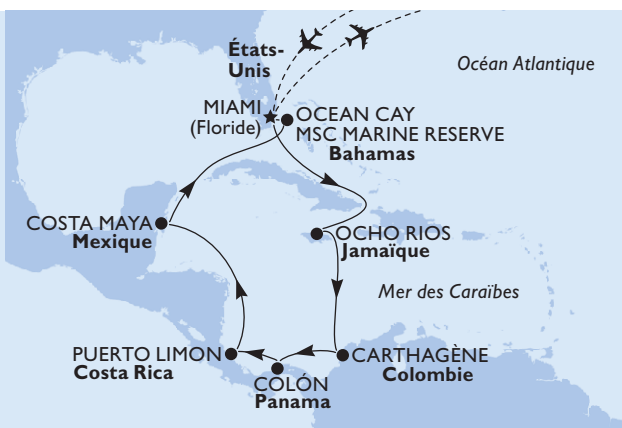 États-
Unis
Océan Atlantique
MIAMI
(Floride)
OCEAN CAY
MSC MARINE RESERVE
Bahamas
COSTA MAYA
Mexique
OCHO RIOS
Jamaïque
Mer des Caraïbes
PUERTO LIMON
Costa Rica
COLÓN
Panama
CARTHAGÈNE
Colombie